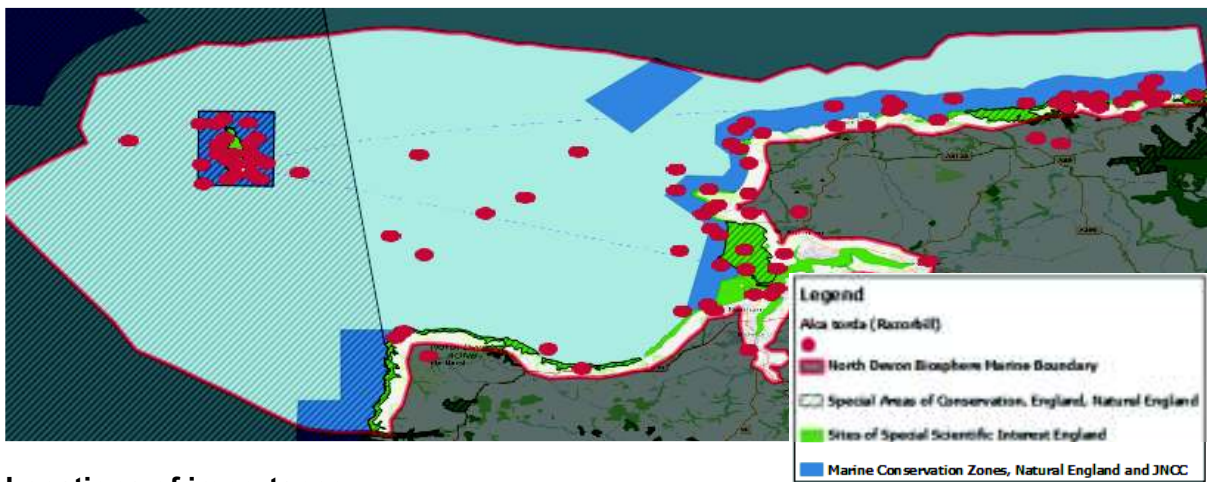 Legend
Alca torda (Razorbill)
North Devon Biosphere Marine Boundary
Special Areas of Conservation, England, Natural England
Sites of Special Scientific Interest England
Marine Conservation Zones, Natural England and JNCC